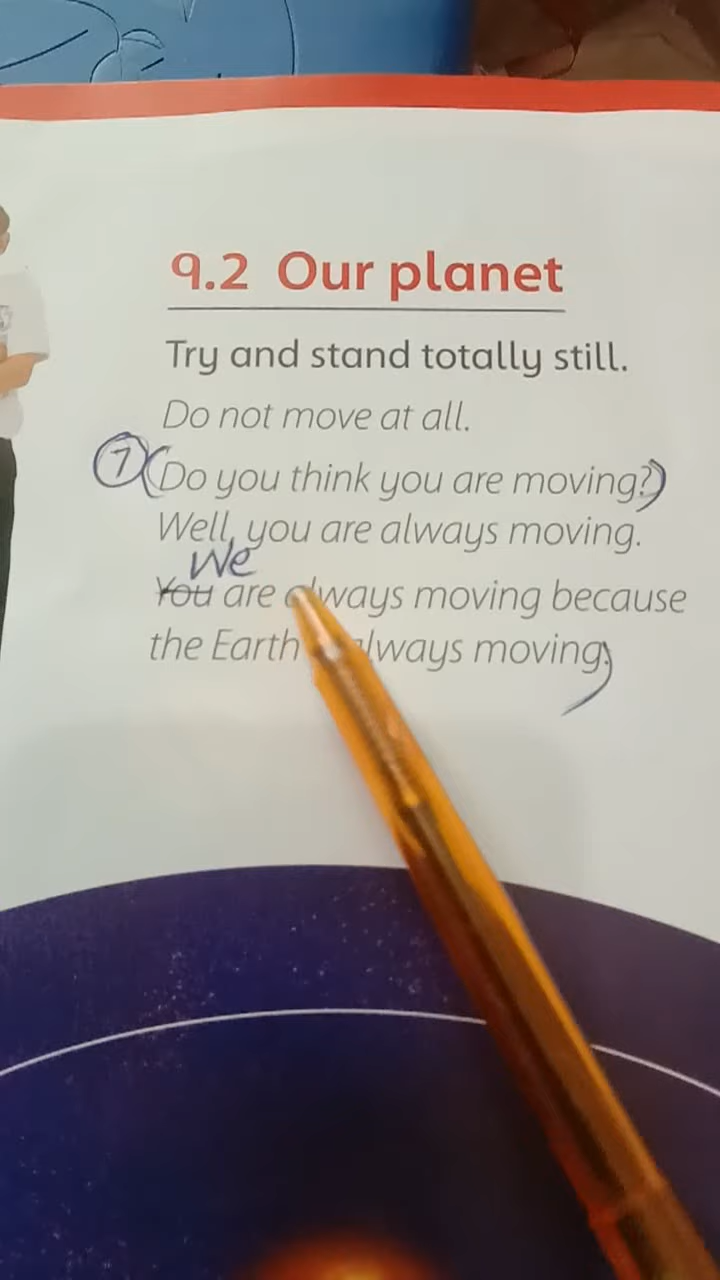 9.2 Our planet
Try and stand totally still.
Do not move at all.
7 (Do you think you are moving?)
Well, you are always moving.
We
You are always moving because
the Earth always moving.)